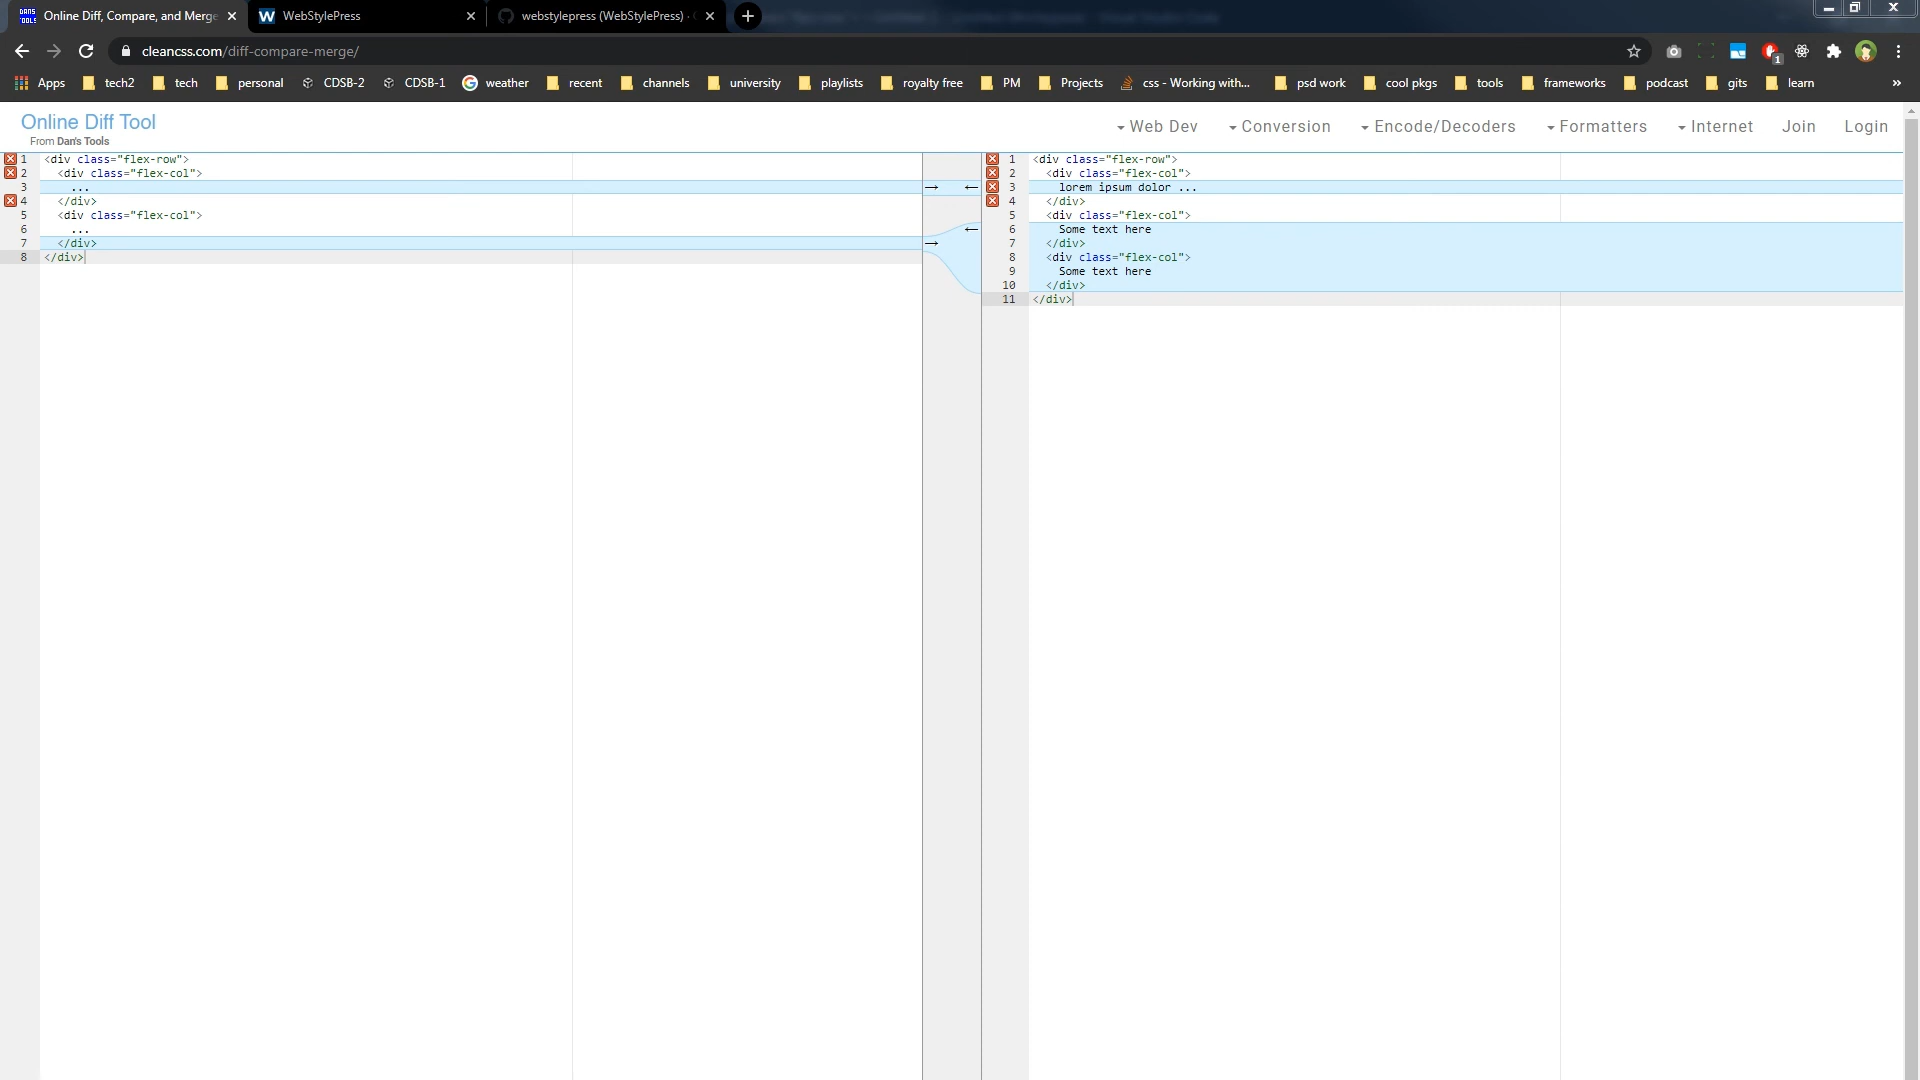 DANS TOOLS Online Diff, Compare, and Merge
WebStylePress
webstylepress (WebStylePress) ·
cleancss.com/diff-compare-merge/
1
Apps tech2 tech personal CDSB-2 CDSB-1 weather recent channels university playlists royalty free PM Projects css - Working with... psd work cool pkgs tools frameworks podcast gits learn »
Online Diff Tool
From Dan's Tools
Web Dev Conversion Encode/Decoders Formatters Internet Join Login
1 <div class="flex-row">
2 <div class="flex-col">
3 ...
4 </div>
5 <div class="flex-col">
6 ...
7 </div>
8 </div>
1 <div class="flex-row">
2 <div class="flex-col">
3 lorem ipsum dolor ...
4 </div>
5 <div class="flex-col">
6 Some text here
7 </div>
8 <div class="flex-col">
9 Some text here
10 </div>
11 </div>